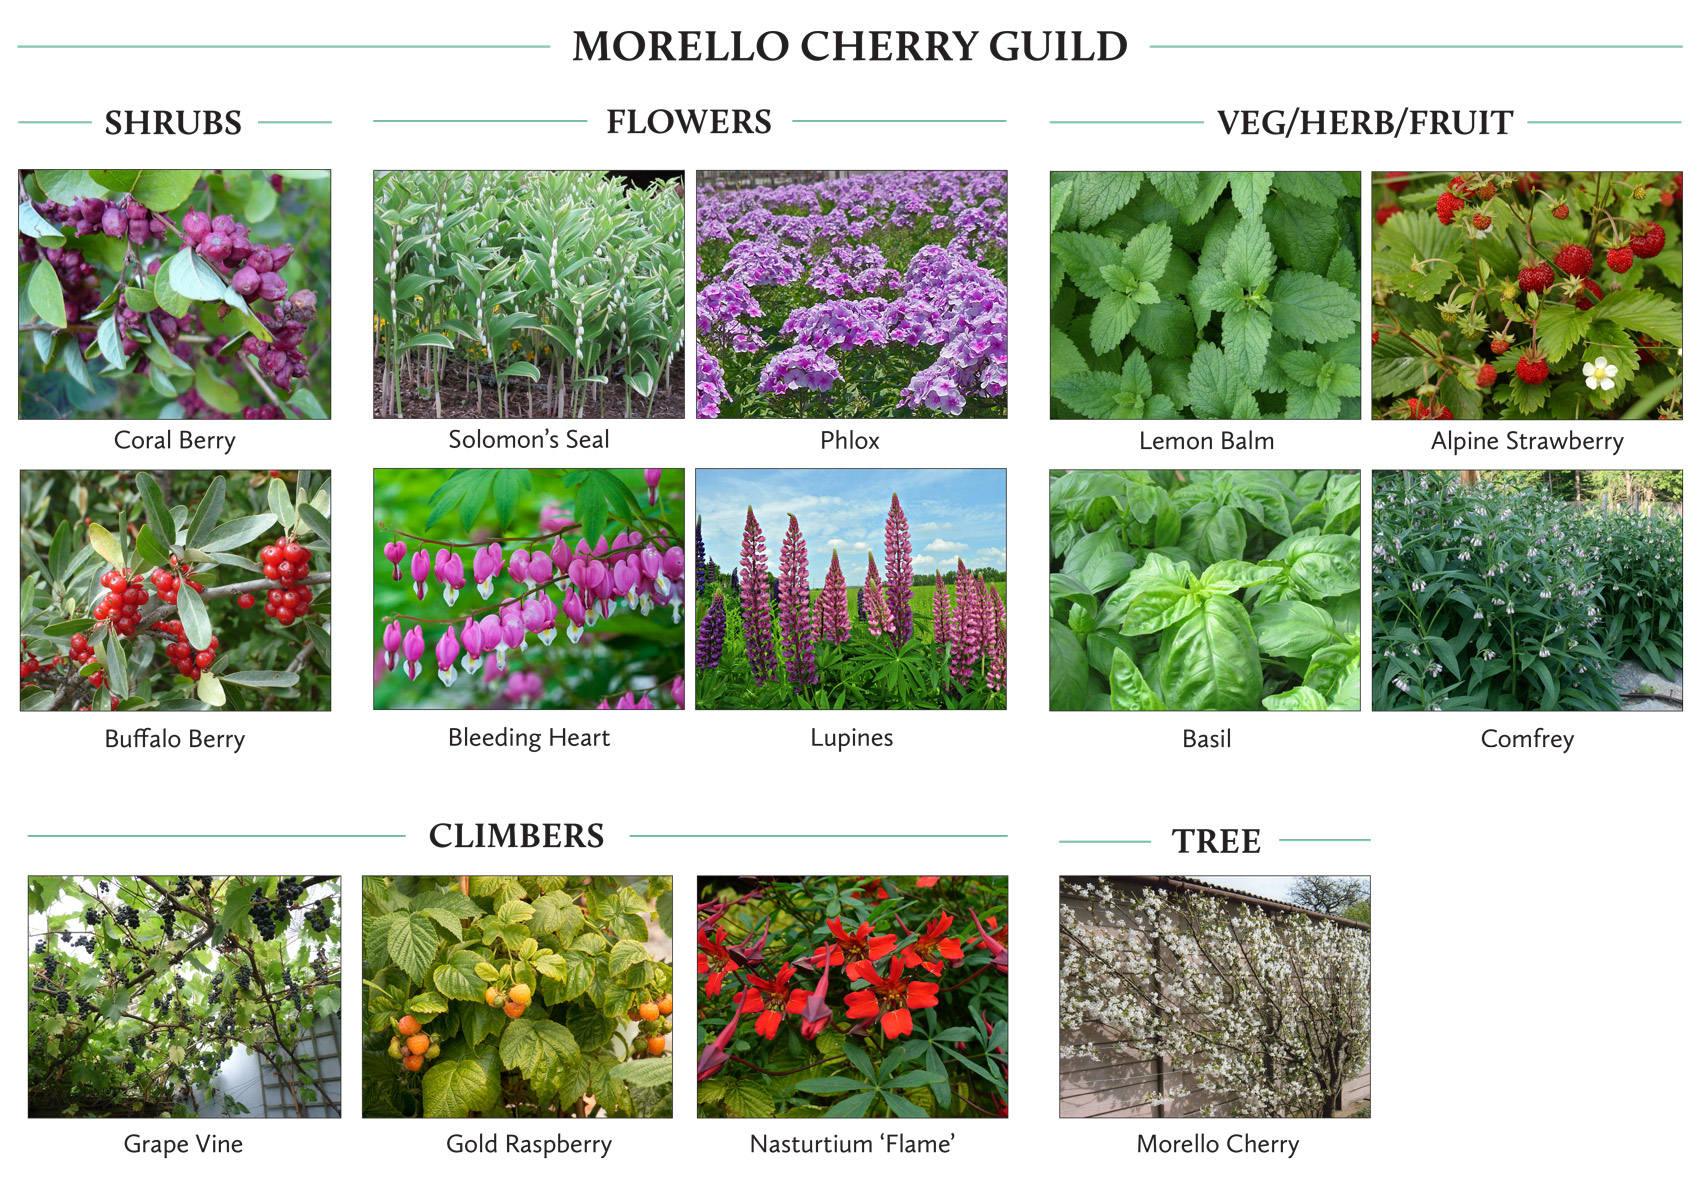 MORELLO CHERRY GUILD
SHRUBS
FLOWERS
VEG/HERB/FRUIT
Coral Berry
Solomon’s Seal
Phlox
Lemon Balm
Alpine Strawberry
Buffalo Berry
Bleeding Heart
Lupines
Basil
Comfrey
CLIMBERS
TREE
Grape Vine
Gold Raspberry
Nasturtium ‘Flame’
Morello Cherry